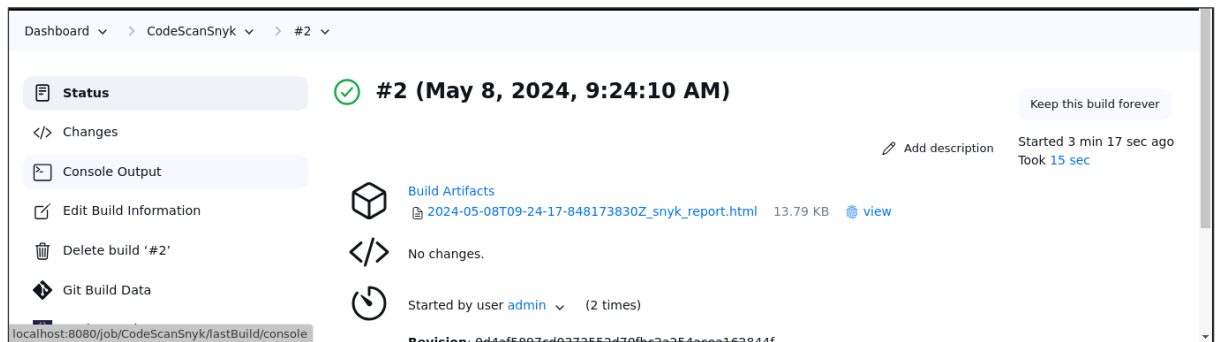 Dashboard > CodeScanSnyk > #2
Status
Changes
Console Output
Edit Build Information
Delete build ‘#2’
Git Build Data
localhost:8080/job/CodeScanSnyk/lastBuild/console
#2 (May 8, 2024, 9:24:10 AM)
Keep this build forever
Add description
Started 3 min 17 sec ago
Took 15 sec
Build Artifacts
2024-05-08T09-24-17-848173830Z_snyk_report.html 13.79 KB view
No changes.
Started by user admin (2 times)
Revision: